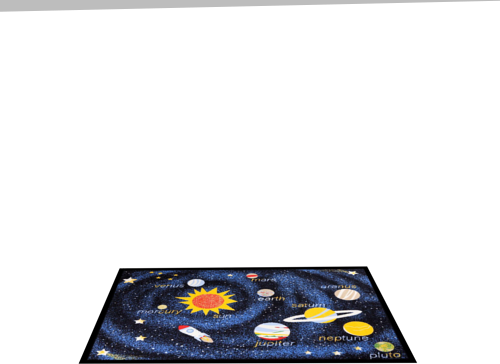 mars
venus
uranus
earth
mercury
saturn
sun
neptune
jupiter
pluto